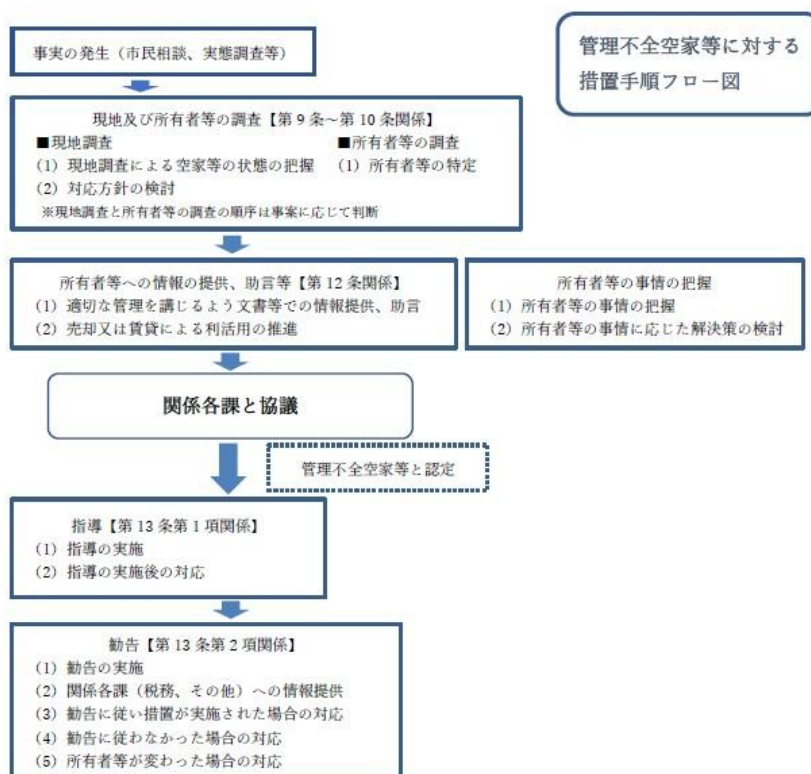 管理不全空家等に対する
措置手順フロー図
事実の発生（市民相談、実態調査等）
現地及び所有者等の調査【第9条～第10条関係】
■現地調査 ■所有者等の調査
(1) 現地調査による空家等の状態の把握 (1) 所有者等の特定
(2) 対応方針の検討
※現地調査と所有者等の調査の順序は事案に応じて判断
所有者等への情報の提供、助言等【第12条関係】
(1) 適切な管理を講じるよう文書等での情報提供、助言
(2) 売却又は賃貸による利活用の推進
所有者等の事情の把握
(1) 所有者等の事情の把握
(2) 所有者等の事情に応じた解決策の検討
関係各課と協議
管理不全空家等と認定
指導【第13条第1項関係】
(1) 指導の実施
(2) 指導の実施後の対応
勧告【第13条第2項関係】
(1) 勧告の実施
(2) 関係各課（税務、その他）への情報提供
(3) 勧告に従い措置が実施された場合の対応
(4) 勧告に従わなかった場合の対応
(5) 所有者等が変わった場合の対応